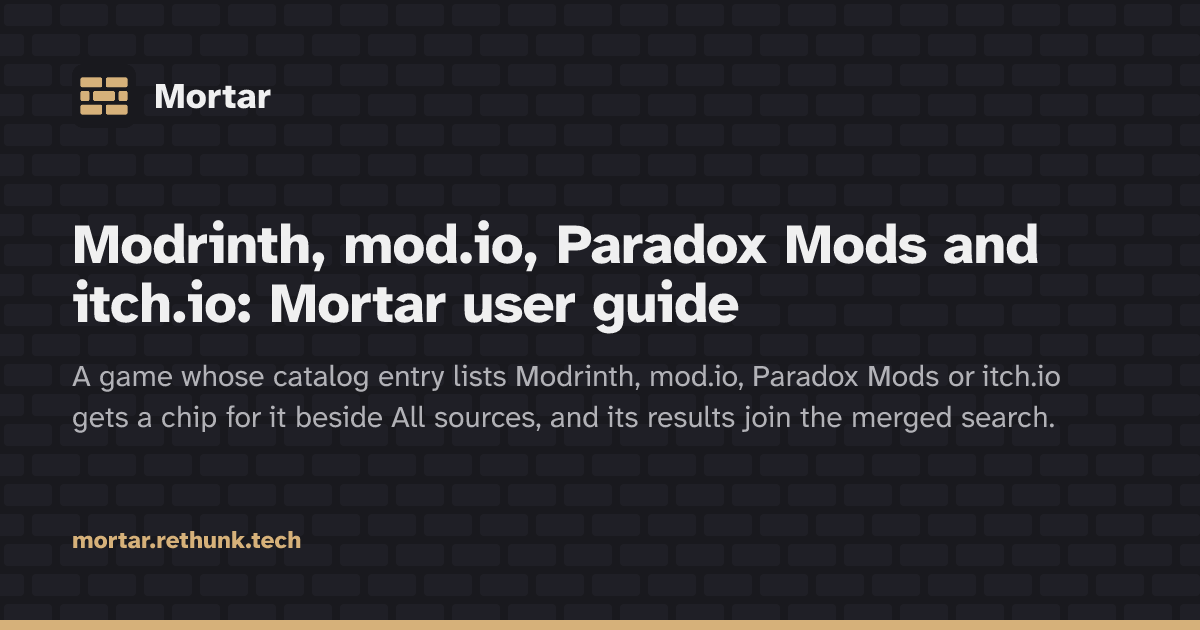 Mortar
Modrinth, mod.io, Paradox Mods and
itch.io: Mortar user guide
A game whose catalog entry lists Modrinth, mod.io, Paradox Mods or itch.io
gets a chip for it beside All sources, and its results join the merged search.
mortar.rethunk.tech